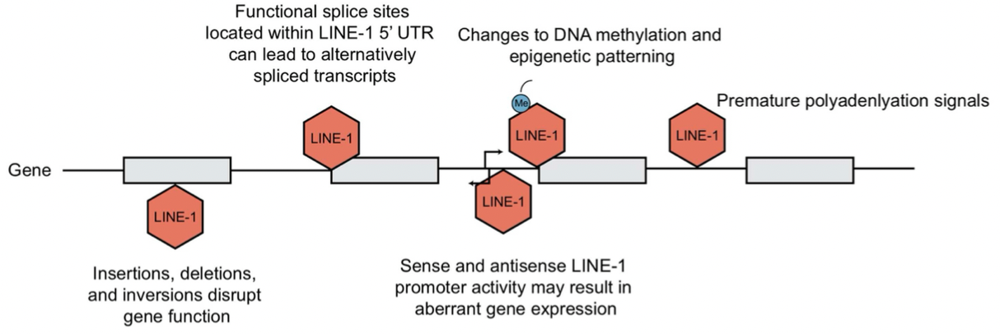 Functional splice sites
located within LINE-1 5' UTR
can lead to alternatively
spliced transcripts
Changes to DNA methylation and
epigenetic patterning
Me
Premature polyadenlyation signals
LINE-1
LINE-1
LINE-1
Gene
LINE-1
LINE-1
Insertions, deletions,
and inversions disrupt
gene function
Sense and antisense LINE-1
promoter activity may result in
aberrant gene expression